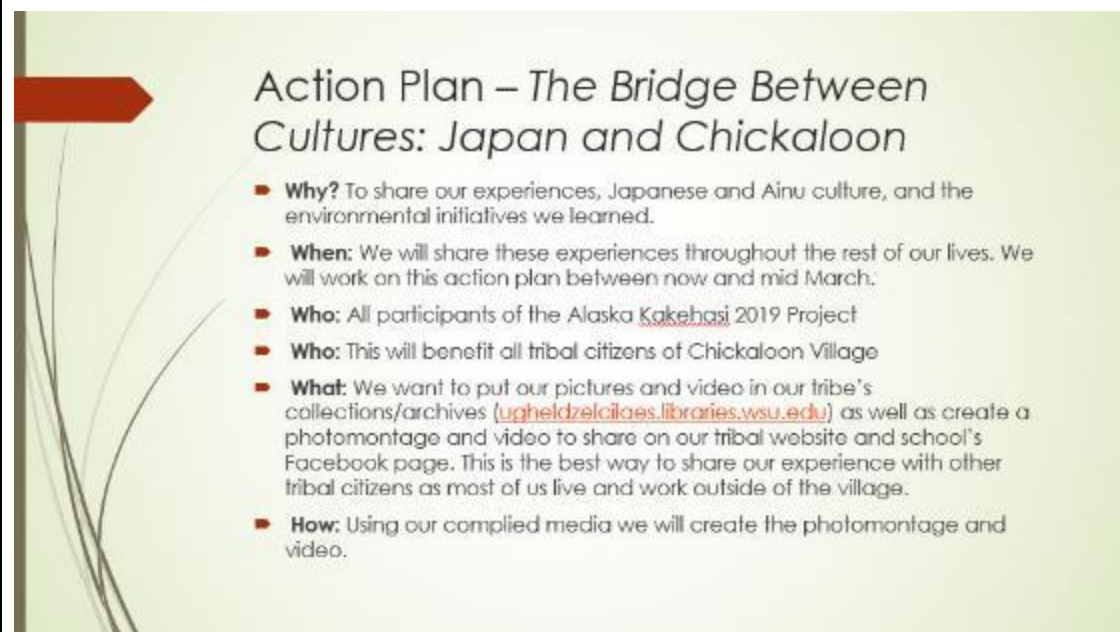 Action Plan – The Bridge Between
Cultures: Japan and Chickaloon
Why? To share our experiences, Japanese and Ainu culture, and the
environmental initiatives we learned.
When: We will share these experiences throughout the rest of our lives. We
will work on this action plan between now and mid March.
Who: All participants of the Alaska Kakehasi 2019 Project
Who: This will benefit all tribal citizens of Chickaloon Village
What: We want to put our pictures and video in our tribe's
collections/archives (ugheldzelcilaes.libraries.wsu.edu) as well as create a
photomontage and video to share on our tribal website and school's
Facebook page. This is the best way to share our experience with other
tribal citizens as most of us live and work outside of the village.
How: Using our complied media we will create the photomontage and
video.